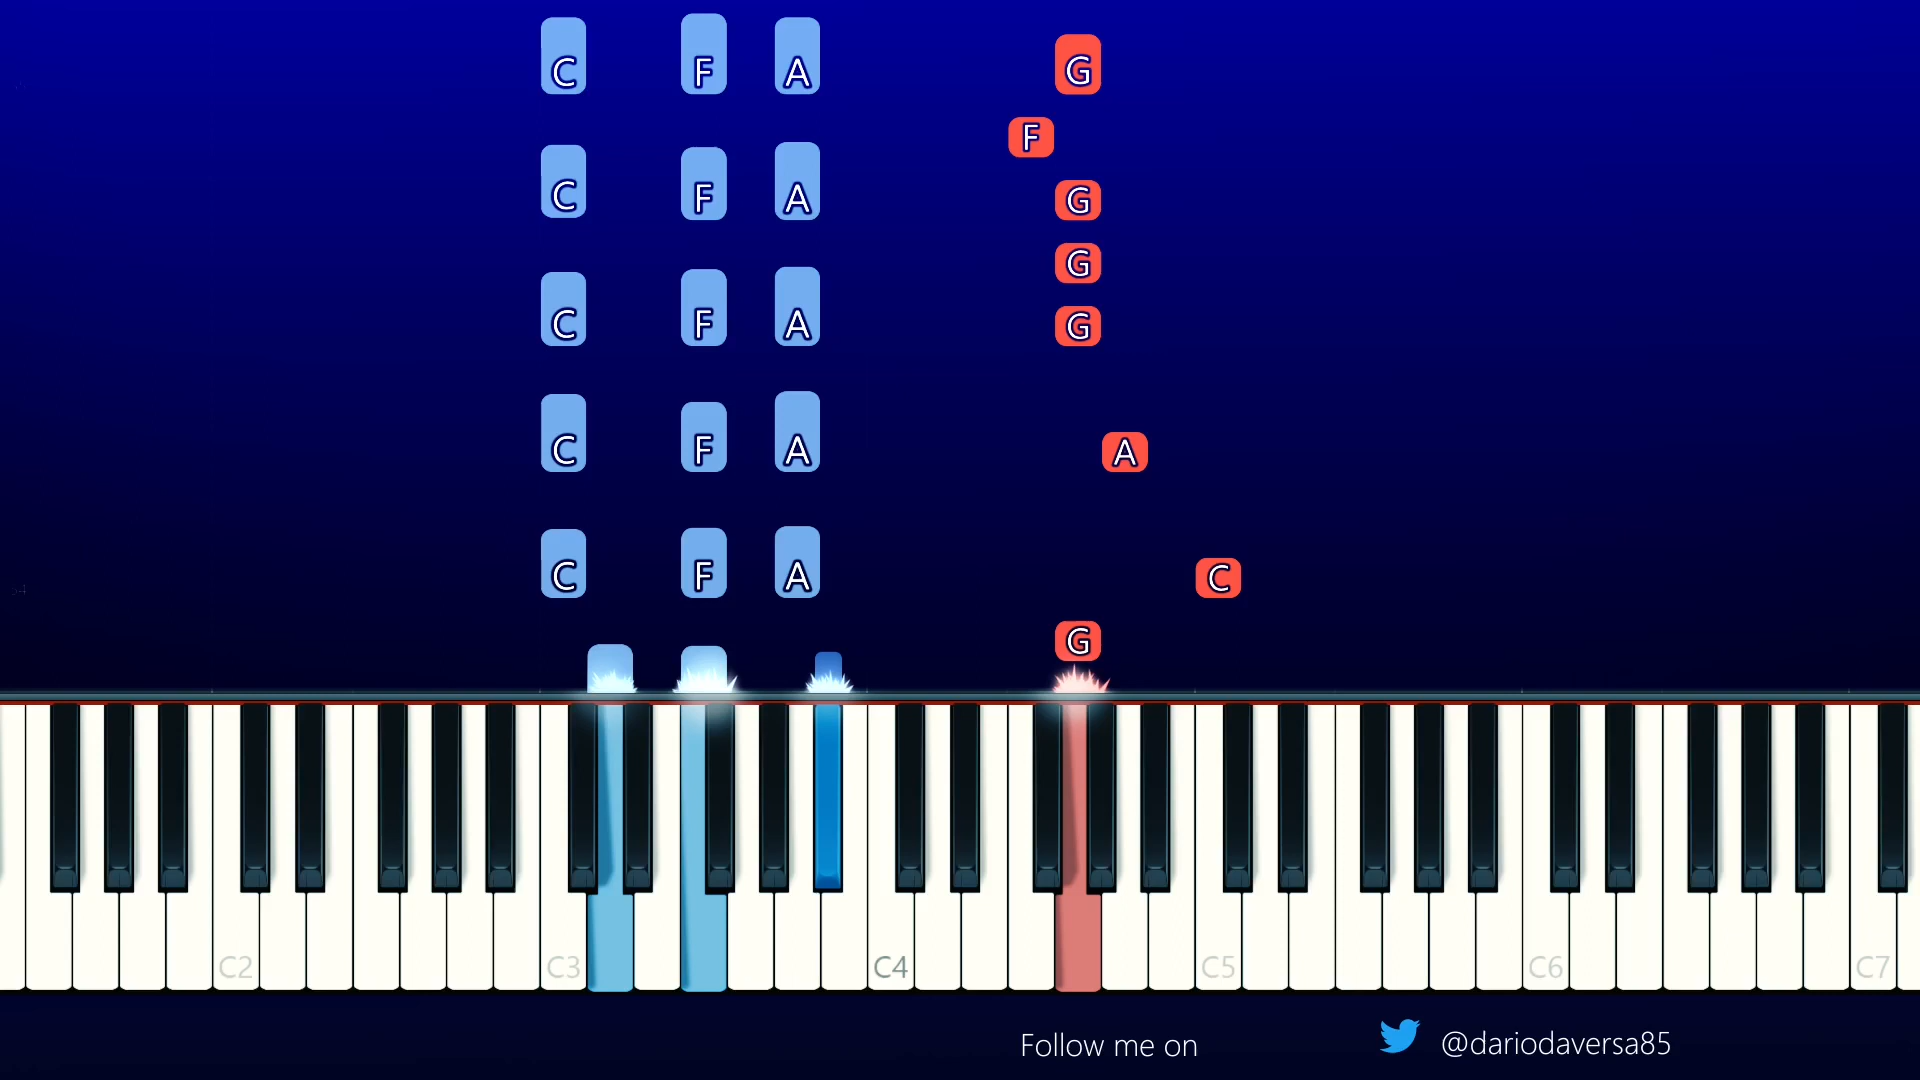 C F A G
F
C F A G
G
C F A G
C F A A
C F A C
G
C2 C3 C4 C5 C6 C7
Follow me on @dariodaversa85